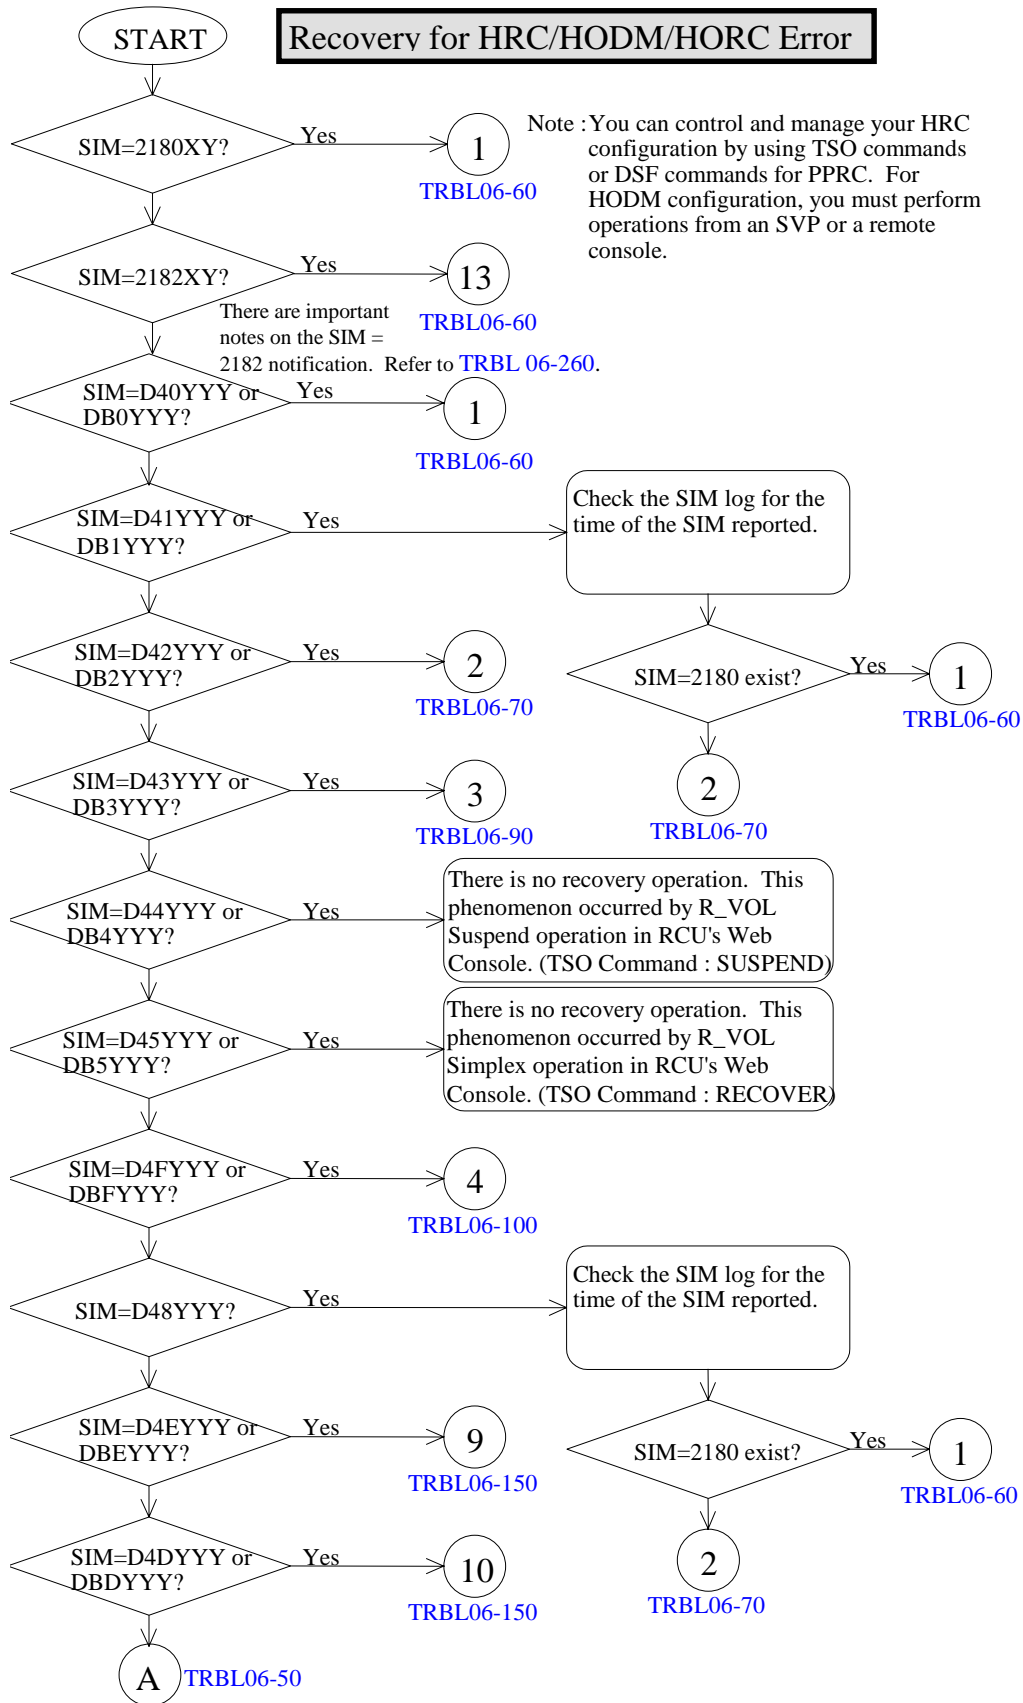 START
Recovery for HRC/HODM/HORC Error
SIM=2180XY?
Yes
1
TRBL06-60
Note :You can control and manage your HRC
configuration by using TSO commands
or DSF commands for PPRC.  For
HODM configuration, you must perform
operations from an SVP or a remote
console.
SIM=2182XY?
Yes
13
TRBL06-60
There are important
notes on the SIM =
2182 notification.  Refer to TRBL 06-260.
SIM=D40YYY or
DB0YYY?
Yes
1
TRBL06-60
SIM=D41YYY or
DB1YYY?
Yes
Check the SIM log for the
time of the SIM reported.
SIM=2180 exist?
Yes
1
TRBL06-60
2
TRBL06-70
SIM=D42YYY or
DB2YYY?
Yes
2
TRBL06-70
SIM=D43YYY or
DB3YYY?
Yes
3
TRBL06-90
SIM=D44YYY or
DB4YYY?
Yes
There is no recovery operation.  This
phenomenon occurred by R_VOL
Suspend operation in RCU's Web
Console. (TSO Command : SUSPEND)
SIM=D45YYY or
DB5YYY?
Yes
There is no recovery operation.  This
phenomenon occurred by R_VOL
Simplex operation in RCU's Web
Console. (TSO Command : RECOVER)
SIM=D4FYYY or
DBFYYY?
Yes
4
TRBL06-100
SIM=D48YYY?
Yes
Check the SIM log for the
time of the SIM reported.
SIM=2180 exist?
Yes
1
TRBL06-60
2
TRBL06-70
SIM=D4EYYY or
DBEYYY?
Yes
9
TRBL06-150
SIM=D4DYYY or
DBDYYY?
Yes
10
TRBL06-150
A
TRBL06-50